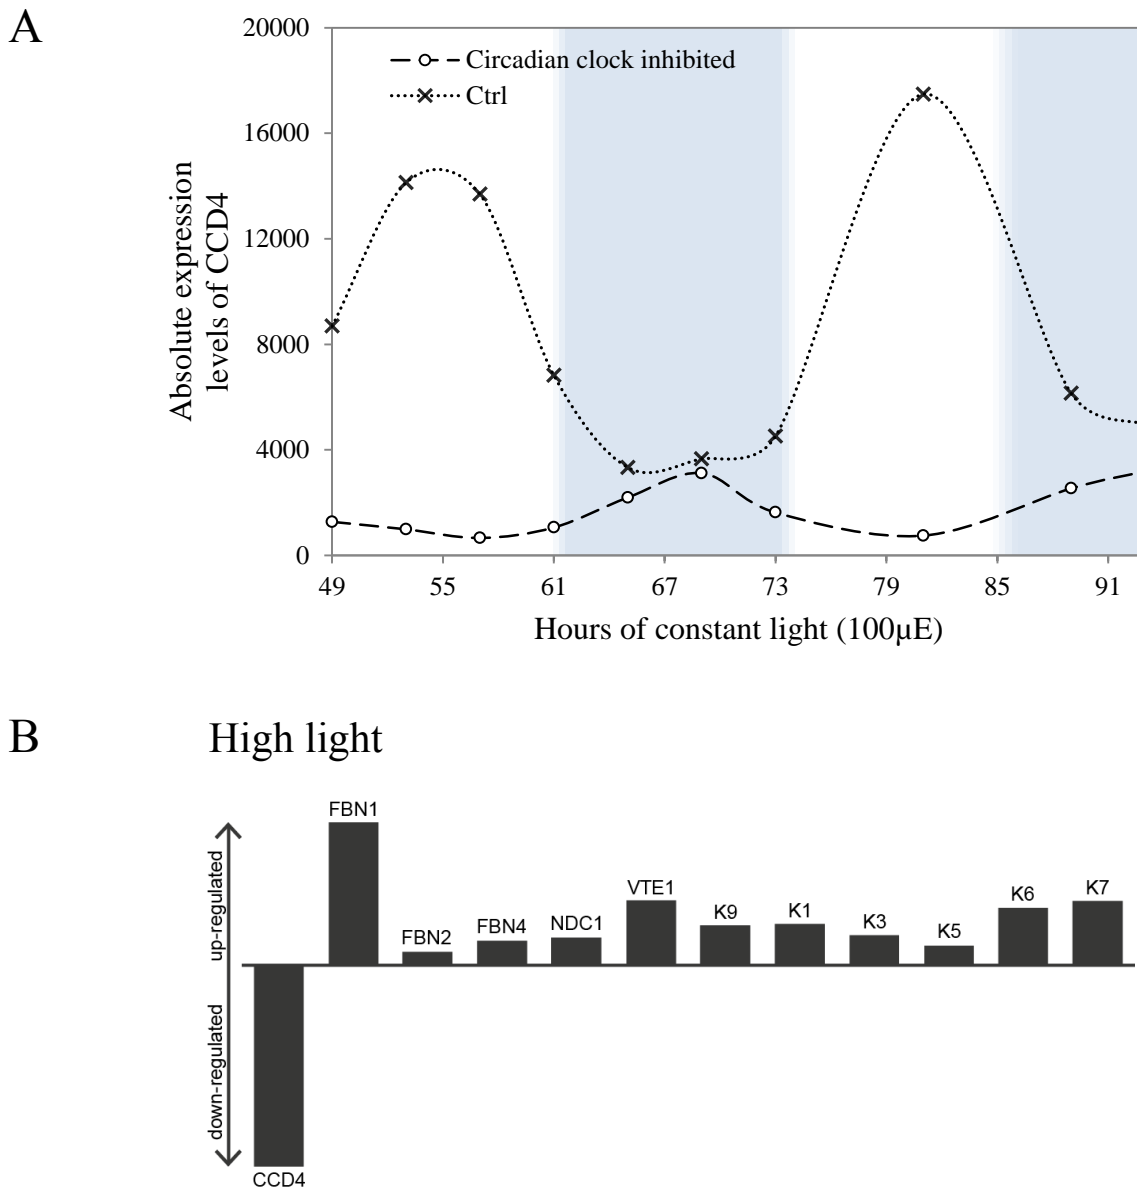 A
20000
16000
12000
8000
4000
0
Absolute expression
levels of CCD4
Circadian clock inhibited
Ctrl
49 55 61 67 73 79 85 91
Hours of constant light (100µE)
B
High light
up-regulated
down-regulated
FBN1
FBN2
FBN4
NDC1
VTE1
K9
K1
K3
K5
K6
K7
CCD4